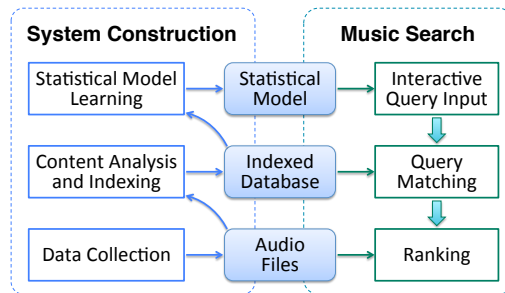 System Construction
Music Search
Statistical Model
Learning
Statistical
Model
Interactive
Query Input
Content Analysis
and Indexing
Indexed
Database
Query
Matching
Data Collection
Audio
Files
Ranking